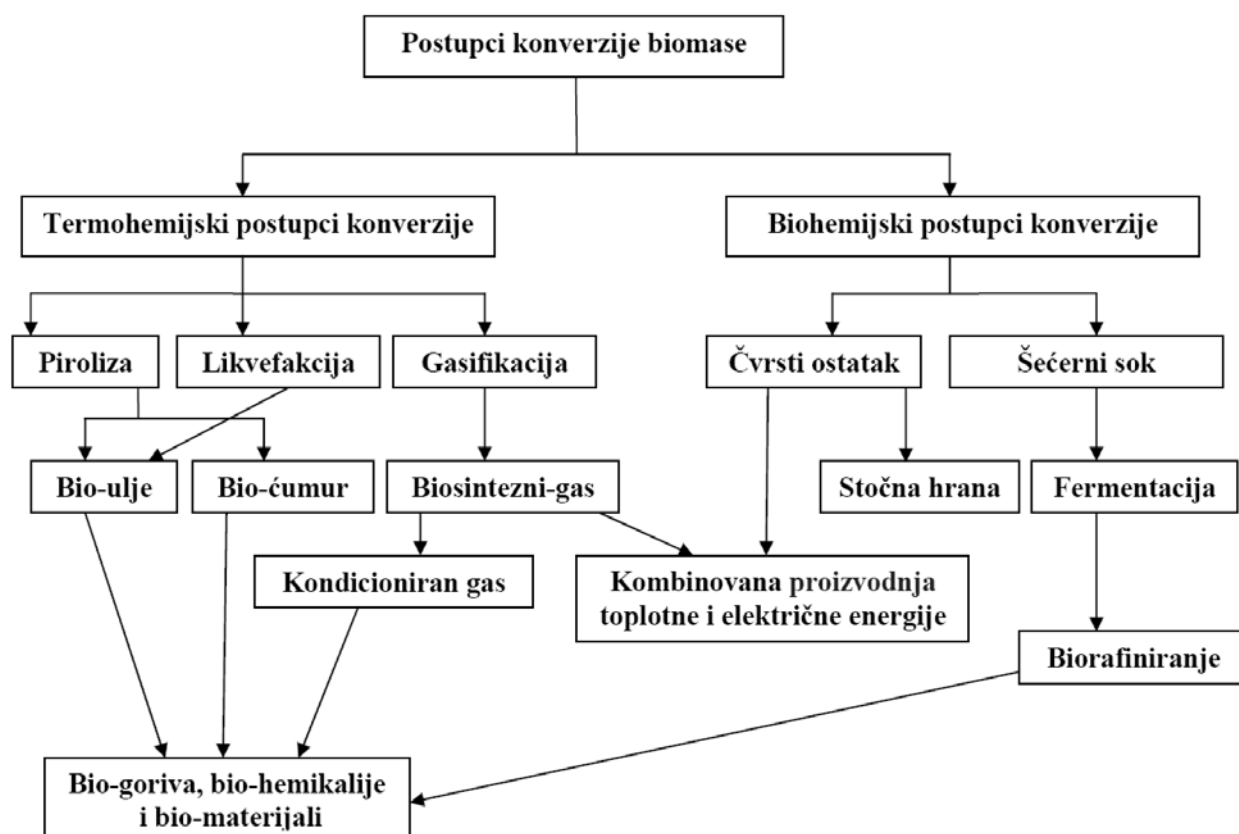 Postupci konverzije biomase
Termohemijski postupci konverzije
Biohemijski postupci konverzije
Piroliza
Likvefakcija
Gasifikacija
Čvrsti ostatak
Šećerni sok
Bio-ulje
Bio-ćumur
Biosintezni-gas
Stočna hrana
Fermentacija
Kondicioniran gas
Kombinovana proizvodnja
toplotne i električne energije
Biorafiniranje
Bio-goriva, bio-hemikalije
i bio-materijali